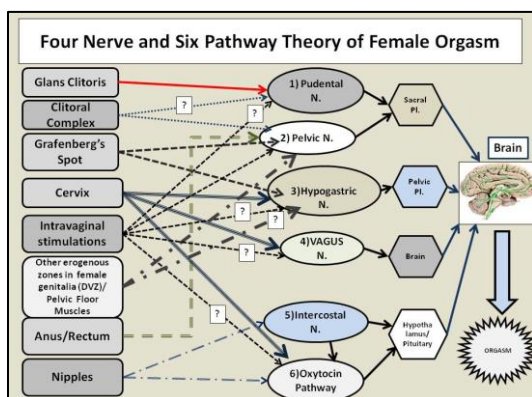 Four Nerve and Six Pathway Theory of Female Orgasm
Glans Clitoris
Clitoral
Complex
Grafenberg's
Spot
Cervix
Intravaginal
stimulations
Other erogenous
zones in female
genitalia (DVZ)/
Pelvic Floor
Muscles
Anus/Rectum
Nipples
?
?
?
?
?
?
1) Pudental
N.
2) Pelvic N.
3) Hypogastric
N.
4) VAGUS
N.
5) Intercostal
N.
6) Oxytocin
Pathway
Sacral
Pl.
Pelvic
Pl.
Brain
Hypotha
lamus/
Pituitary
Brain
ORGASM